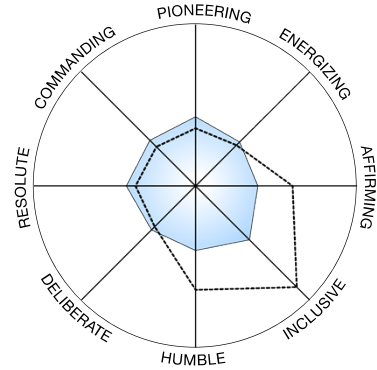 PIONEERING
ENERGIZING
AFFIRMING
INCLUSIVE
HUMBLE
DELIBERATE
RESOLUTE
COMMANDING